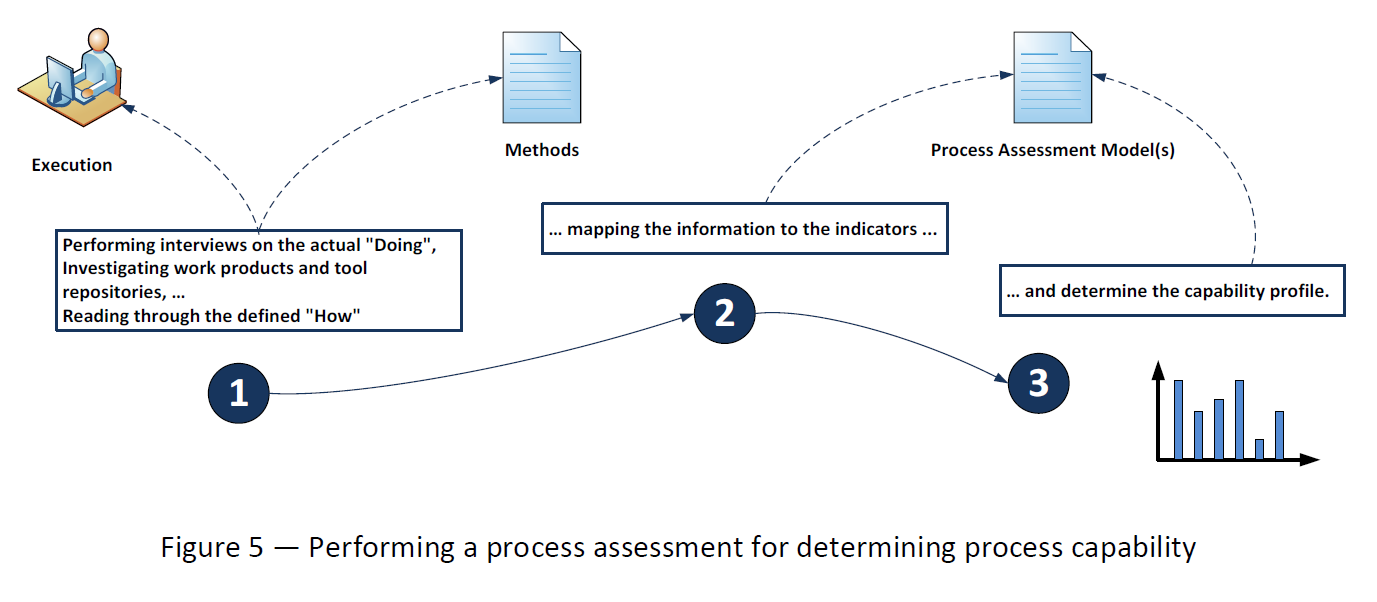 Execution
Methods
Process Assessment Model(s)
Performing interviews on the actual "Doing",
Investigating work products and tool
repositories, ...
Reading through the defined "How"
... mapping the information to the indicators ...
... and determine the capability profile.
1
2
3
Figure 5 — Performing a process assessment for determining process capability